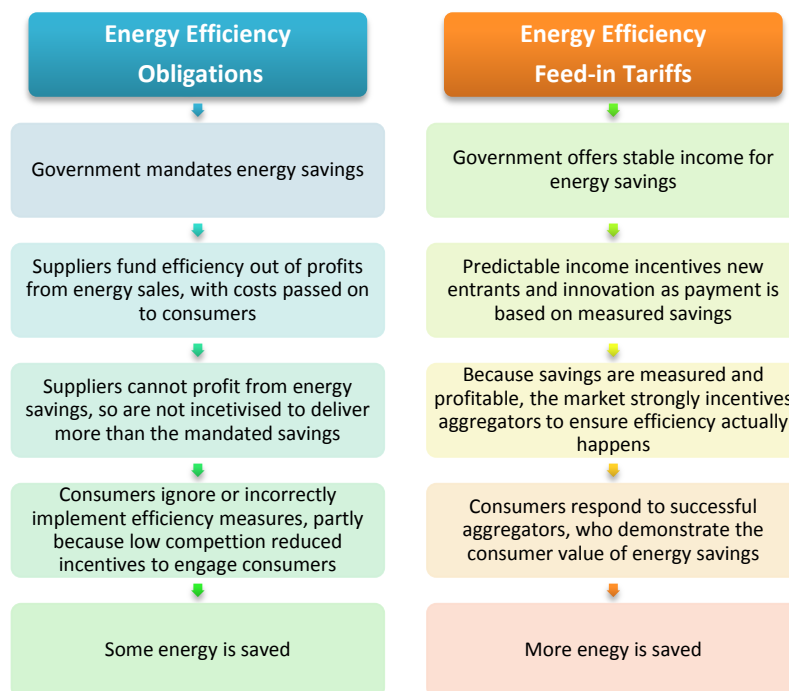 Energy Efficiency
Obligations
Government mandates energy savings
Suppliers fund efficiency out of profits
from energy sales, with costs passed on
to consumers
Suppliers cannot profit from energy
savings, so are not incetivised to deliver
more than the mandated savings
Consumers ignore or incorrectly
implement efficiency measures, partly
because low compettion reduced
incentives to engage consumers
Some energy is saved
Energy Efficiency
Feed-in Tariffs
Government offers stable income for
energy savings
Predictable income incentives new
entrants and innovation as payment is
based on measured savings
Because savings are measured and
profitable, the market strongly incentives
aggregators to ensure efficiency actually
happens
Consumers respond to successful
aggregators, who demonstrate the
consumer value of energy savings
More enegy is saved